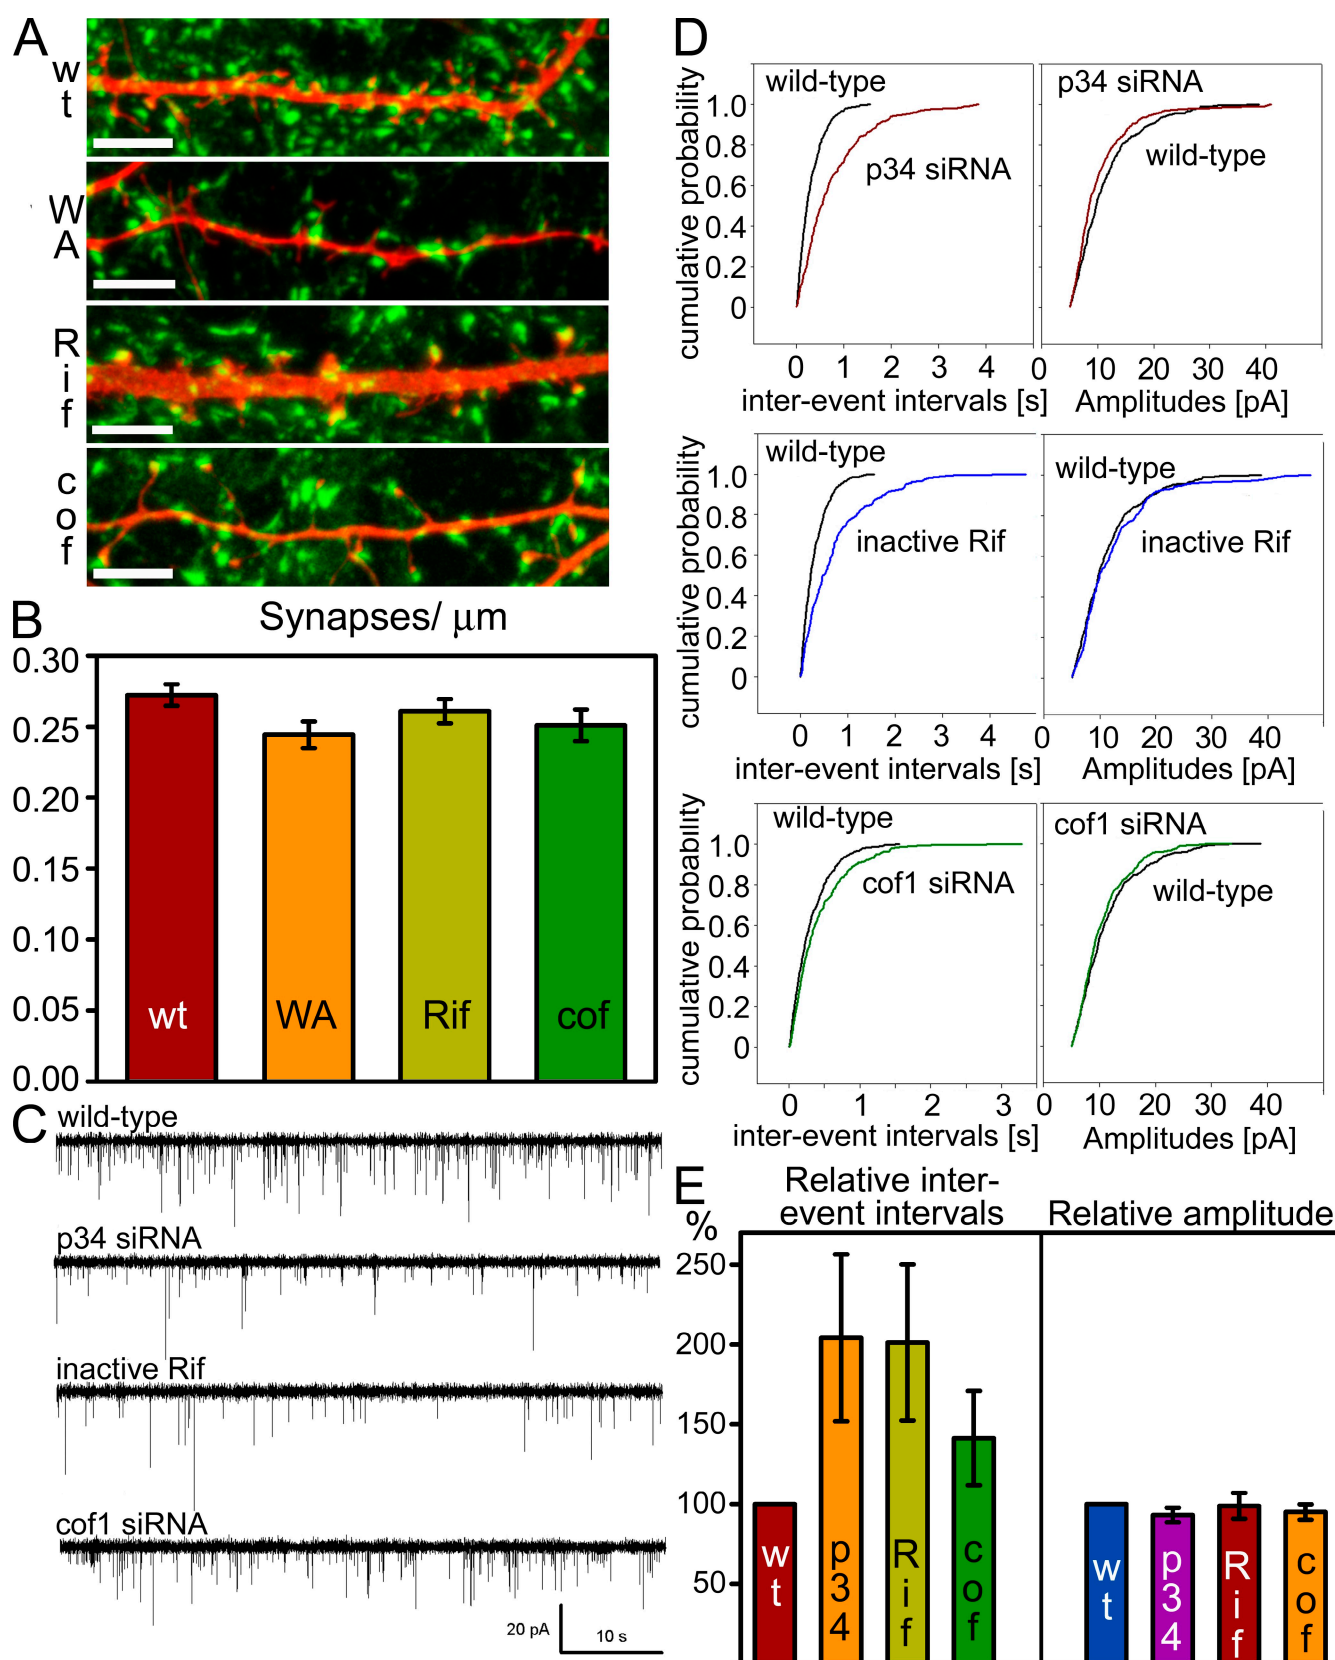 A
w
t
W
A
R
i
f
c
o
f
B
Synapses/ μm
0.30
0.25
0.20
0.15
0.10
0.05
0.00
wt
WA
Rif
cof
C
wild-type
p34 siRNA
inactive Rif
cof1 siRNA
20 pA
10 s
D
cumulative probability
1.0
0.8
0.6
0.4
0.2
0
wild-type
p34 siRNA
0 1 2 3 4
inter-event intervals [s]
p34 siRNA
wild-type
0 10 20 30 40
Amplitudes [pA]
cumulative probability
1.0
0.8
0.6
0.4
0.2
0
wild-type
inactive Rif
0 1 2 3 4
inter-event intervals [s]
wild-type
inactive Rif
0 10 20 30 40
Amplitudes [pA]
cumulative probability
1.0
0.8
0.6
0.4
0.2
0
wild-type
cof1 siRNA
0 1 2 3
inter-event intervals [s]
cof1 siRNA
wild-type
0 10 20 30 40
Amplitudes [pA]
E
Relative inter-
event intervals
Relative amplitude
%
250
200
150
100
50
w
t
p
3
4
R
i
f
c
o
f
w
t
p
3
4
R
i
f
c
o
f